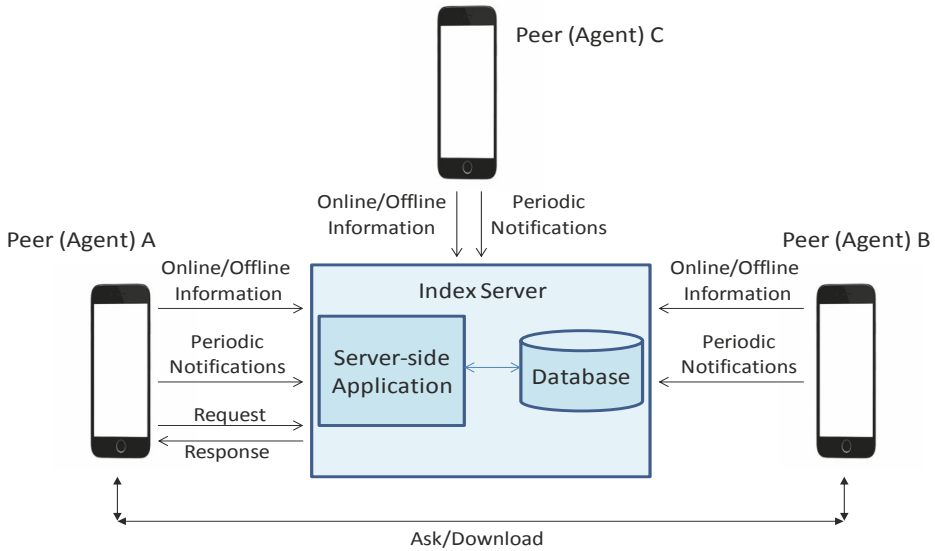 Peer (Agent) C
Online/Offline
Information
Periodic
Notifications
Peer (Agent) A
Peer (Agent) B
Online/Offline
Information
Index Server
Online/Offline
Information
Periodic
Notifications
Server-side
Application
Database
Periodic
Notifications
Request
Response
Ask/Download